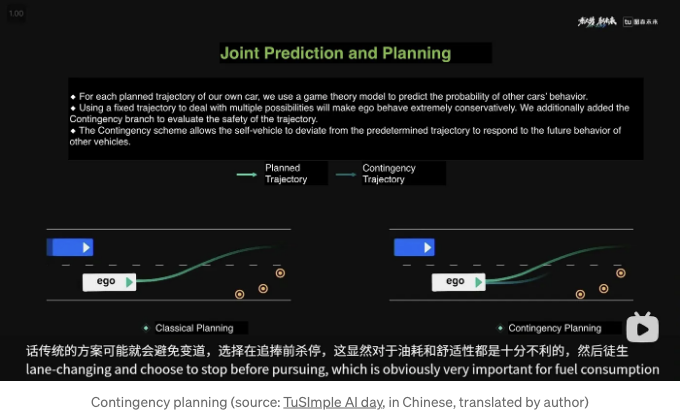 1.00
tu 图森未来
Joint Prediction and Planning
⬥ For each planned trajectory of our own car, we use a game theory model to predict the probability of other cars' behavior.
⬥ Using a fixed trajectory to deal with multiple possibilities will make ego behave extremely conservatively. We additionally added the
Contingency branch to evaluate the safety of the trajectory.
⬥ The Contingency scheme allows the self-vehicle to deviate from the predetermined trajectory to respond to the future behavior of
other vehicles.
Planned
Trajectory
Contingency
Trajectory
ego
ego
Classical Planning
Contingency Planning
话传统的方案可能就会避免变道，选择在追捧前杀停，这显然对于油耗和舒适性都是十分不利的，然后徒生
lane-changing and choose to stop before pursuing, which is obviously very important for fuel consumption
Contingency planning (source: TuSImple AI day, in Chinese, translated by author)